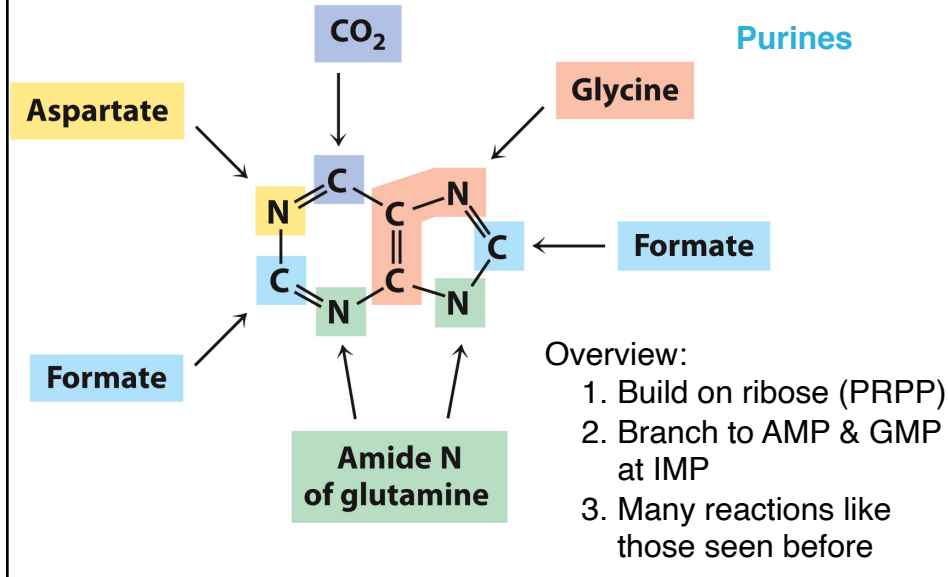 CO₂
Purines
Glycine
Aspartate
C
N
N
C
C
Formate
C
C
N
N
Formate
Amide N
of glutamine
Overview:
1. Build on ribose (PRPP)
2. Branch to AMP & GMP
at IMP
3. Many reactions like
those seen before